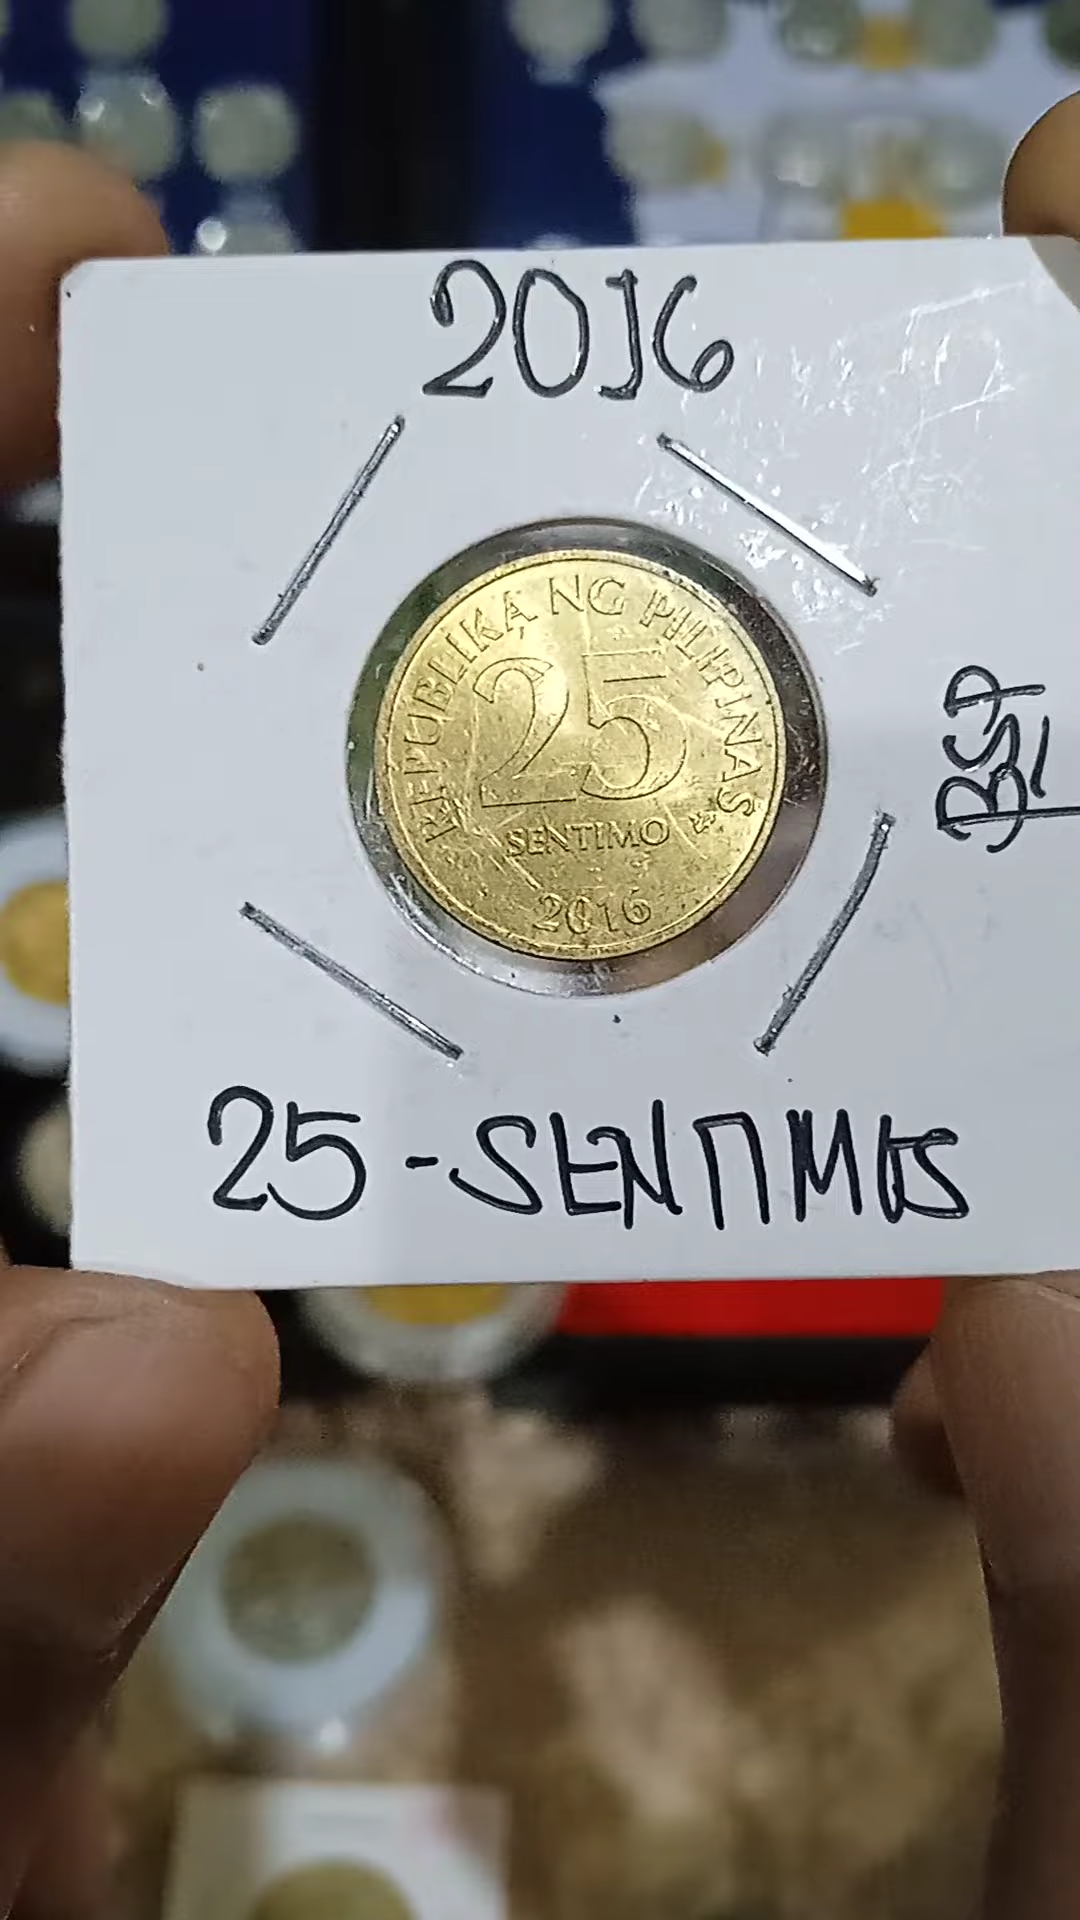 2016
REPUBLIKA NG PILIPINAS
25
SENTIMO
2016
BSP
25-SENTIMOS